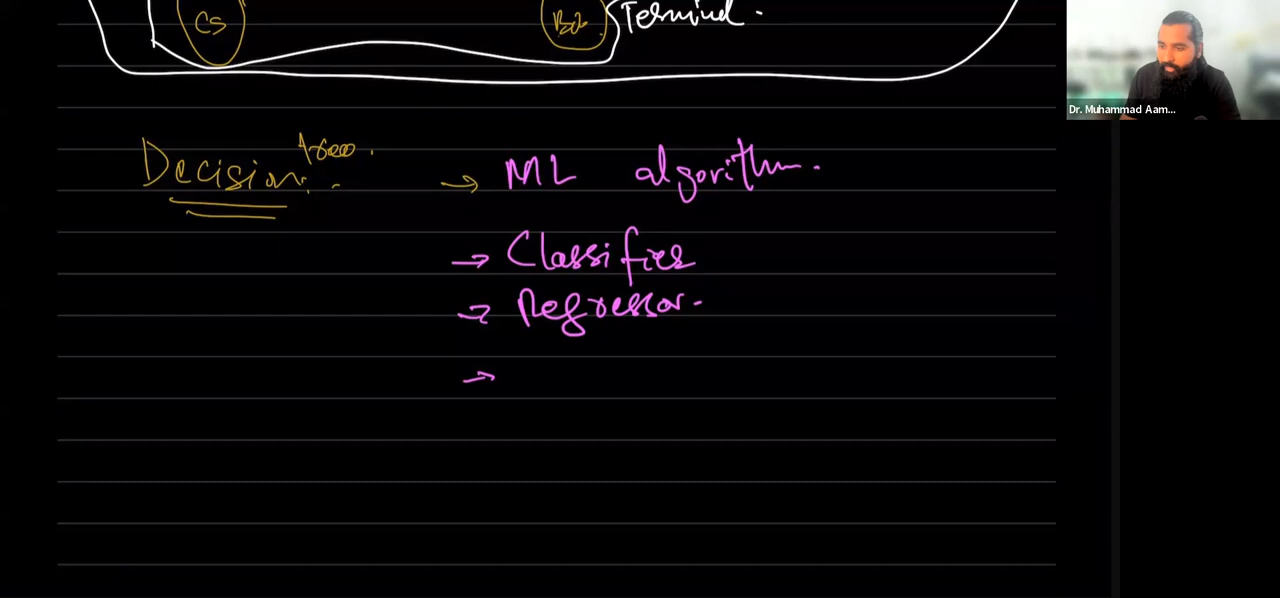 CS
Terminal.
Dr. Muhammad Aam...
Decision Tree.
→ ML algorithm.
→ Classifier
→ Regressor.
→